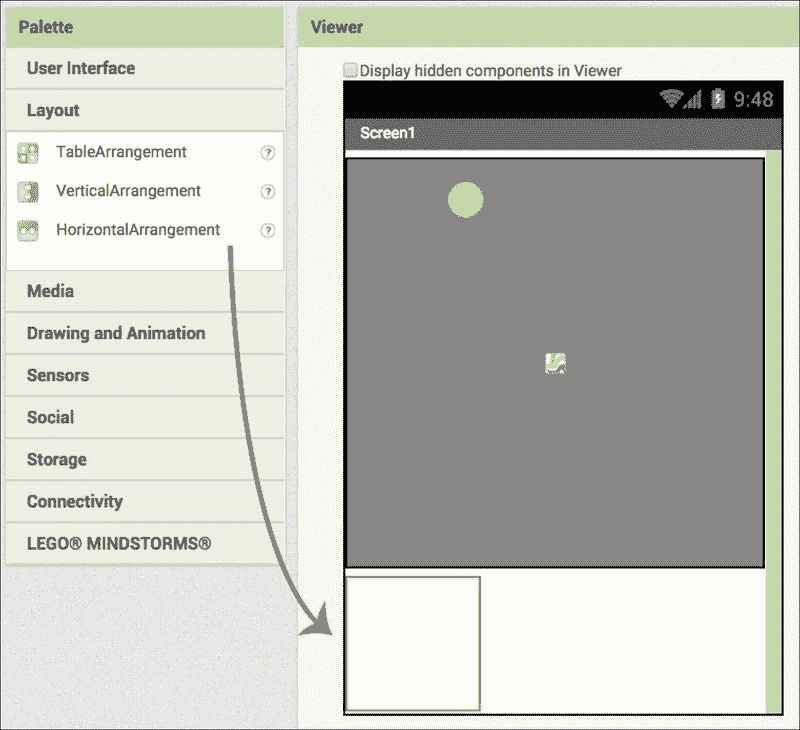 Palette
User Interface
Layout
TableArrangement ?
VerticalArrangement ?
HorizontalArrangement ?
Media
Drawing and Animation
Sensors
Social
Storage
Connectivity
LEGO® MINDSTORMS®
Viewer
Display hidden components in Viewer
9:48
Screen1